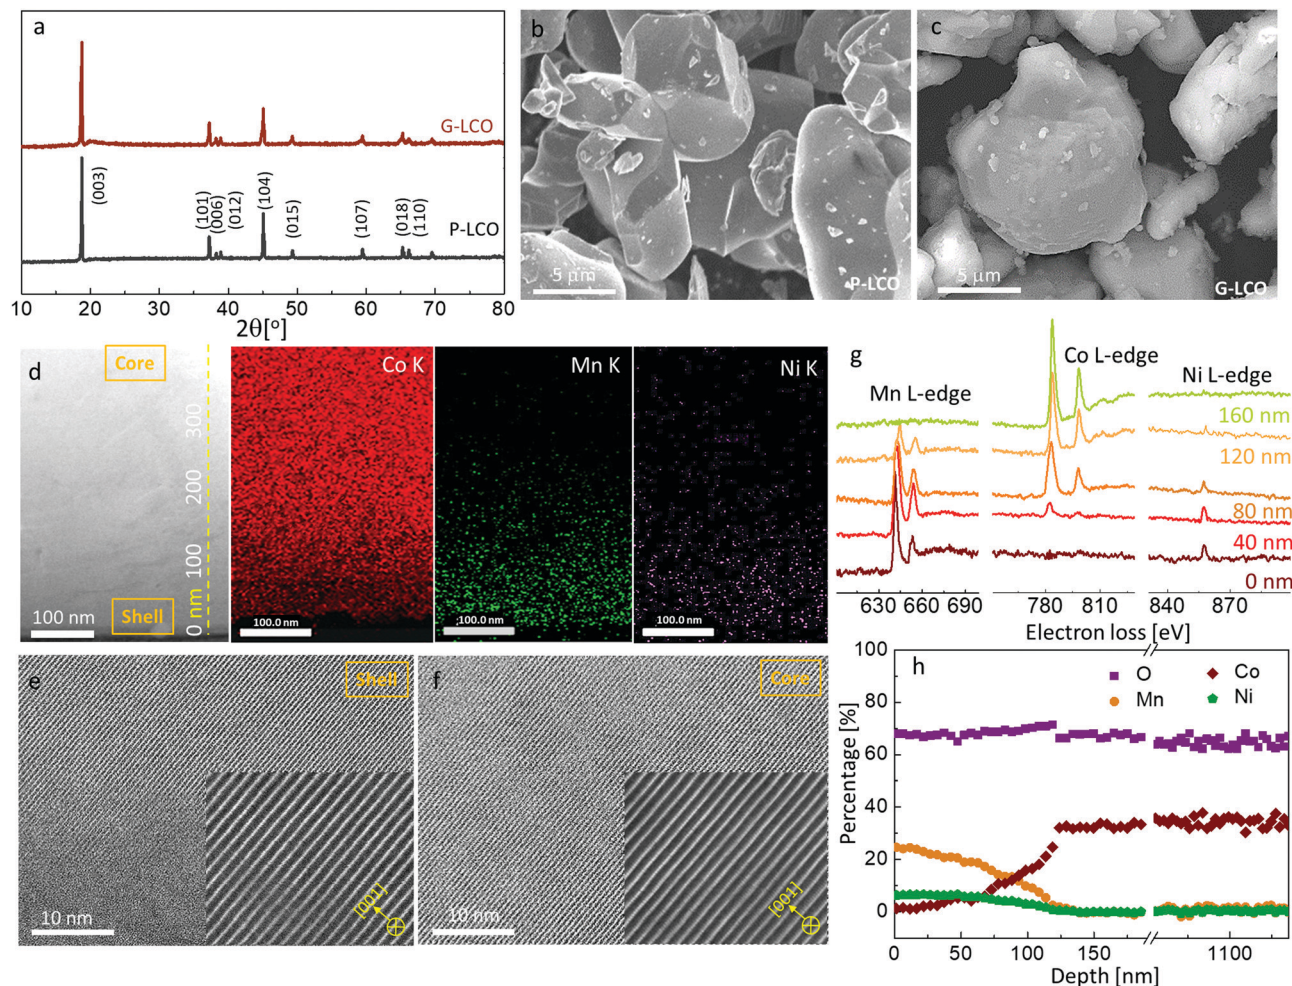 a
G-LCO
(003)
(101)
(006)
(012)
(104)
(015)
(107)
(018)
(110)
P-LCO
10 20 30 40 50 60 70 80
2θ[°]
b
5 µm
P-LCO
c
5 µm
G-LCO
d
Core
300
200
100
0 nm
Shell
100 nm
Co K
100.0 nm
Mn K
100.0 nm
Ni K
100.0 nm
g
Mn L-edge
Co L-edge
Ni L-edge
160 nm
120 nm
80 nm
40 nm
0 nm
630 660 690 780 810 840 870
Electron loss [eV]
e
Shell
10 nm
[001]
f
Core
10 nm
[001]
h
O
Co
Mn
Ni
100
80
60
40
20
0
Percentage [%]
0 50 100 150 1100
Depth [nm]